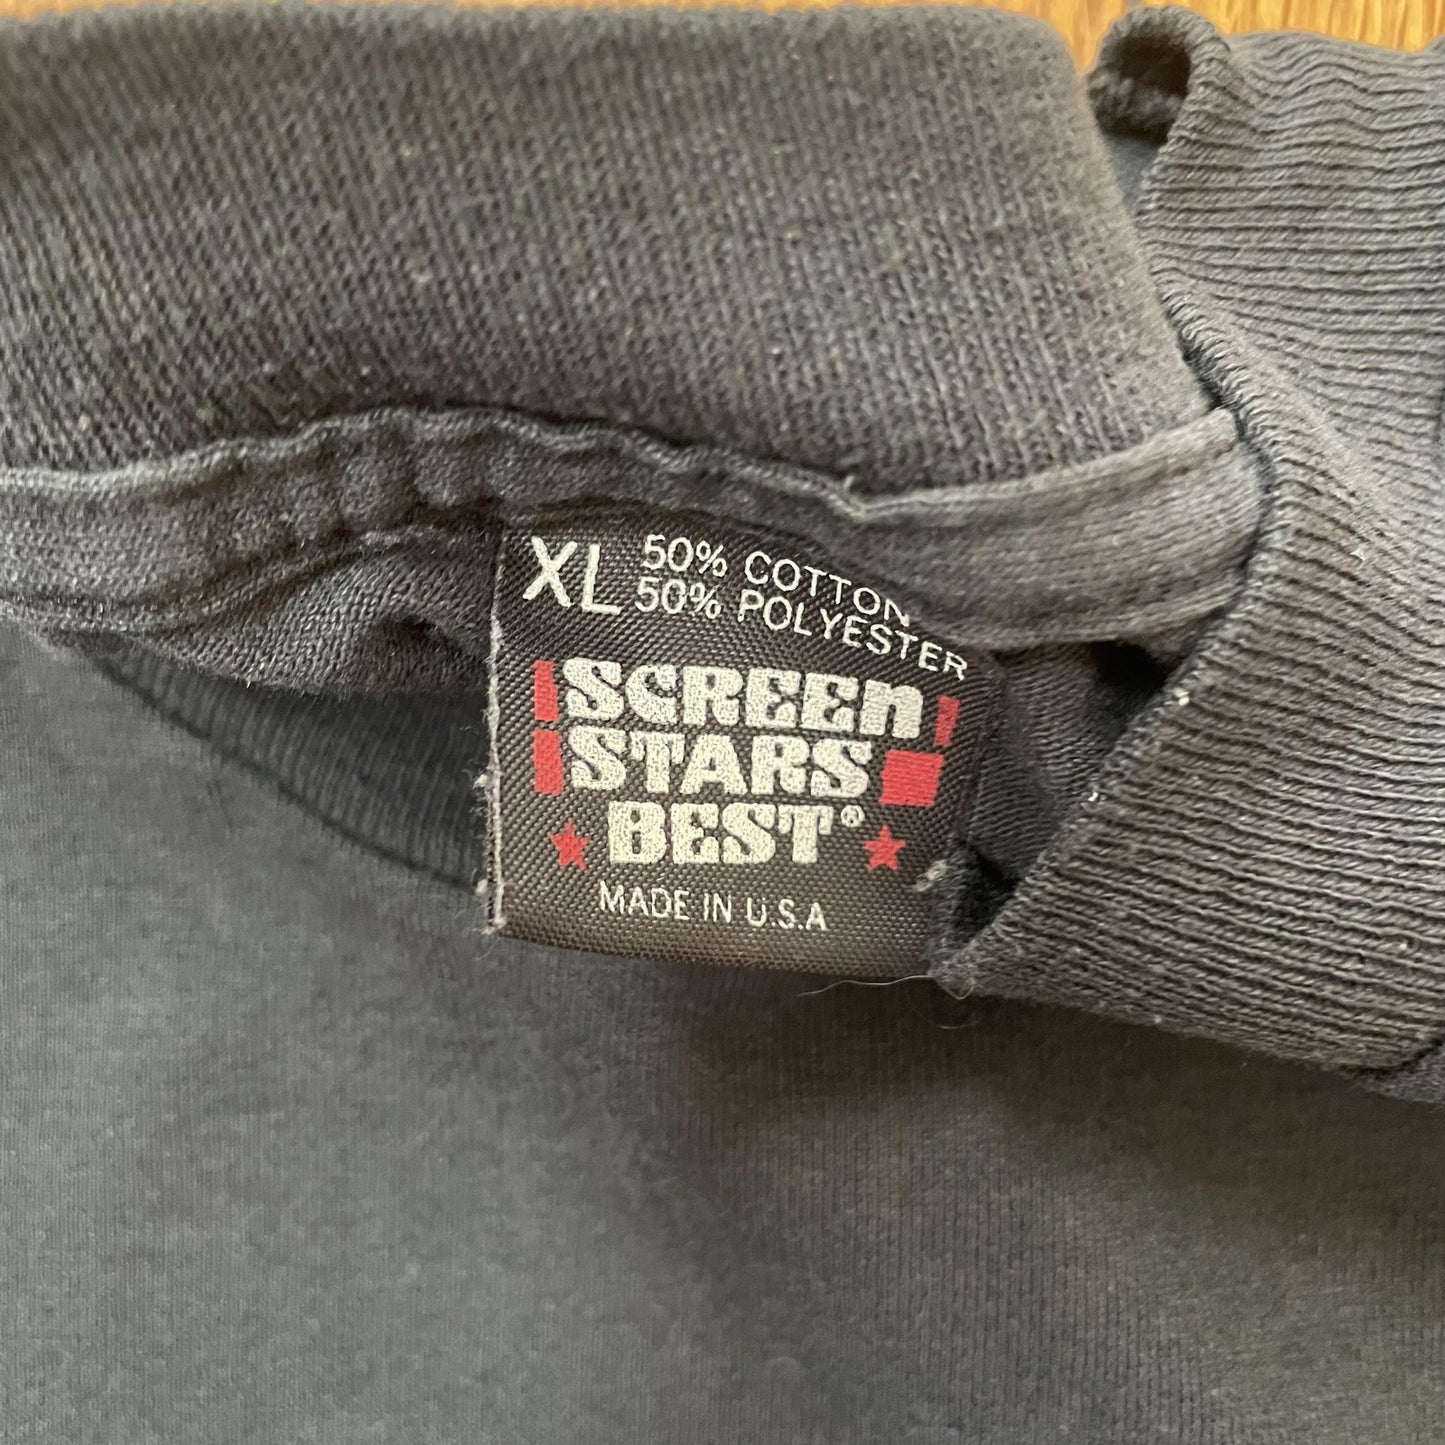 XL 50% COTTON
50% POLYESTER
SCREEN
STARS
BEST®
MADE IN U.S.A